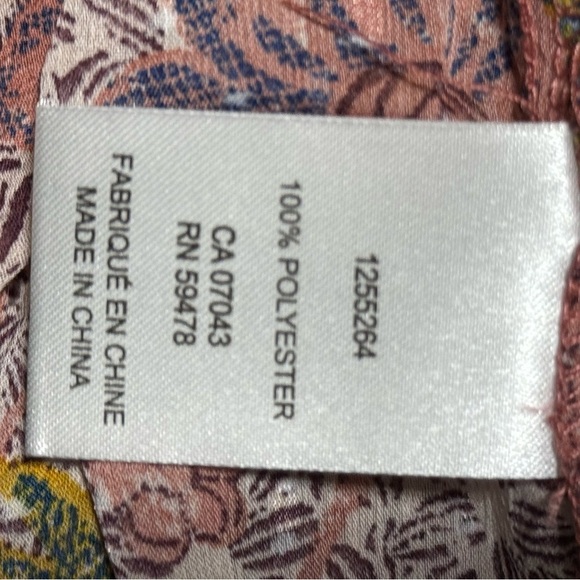 1255264
100% POLYESTER
CA 07043
RN 59478
FABRIQUÉ EN CHINE
MADE IN CHINA